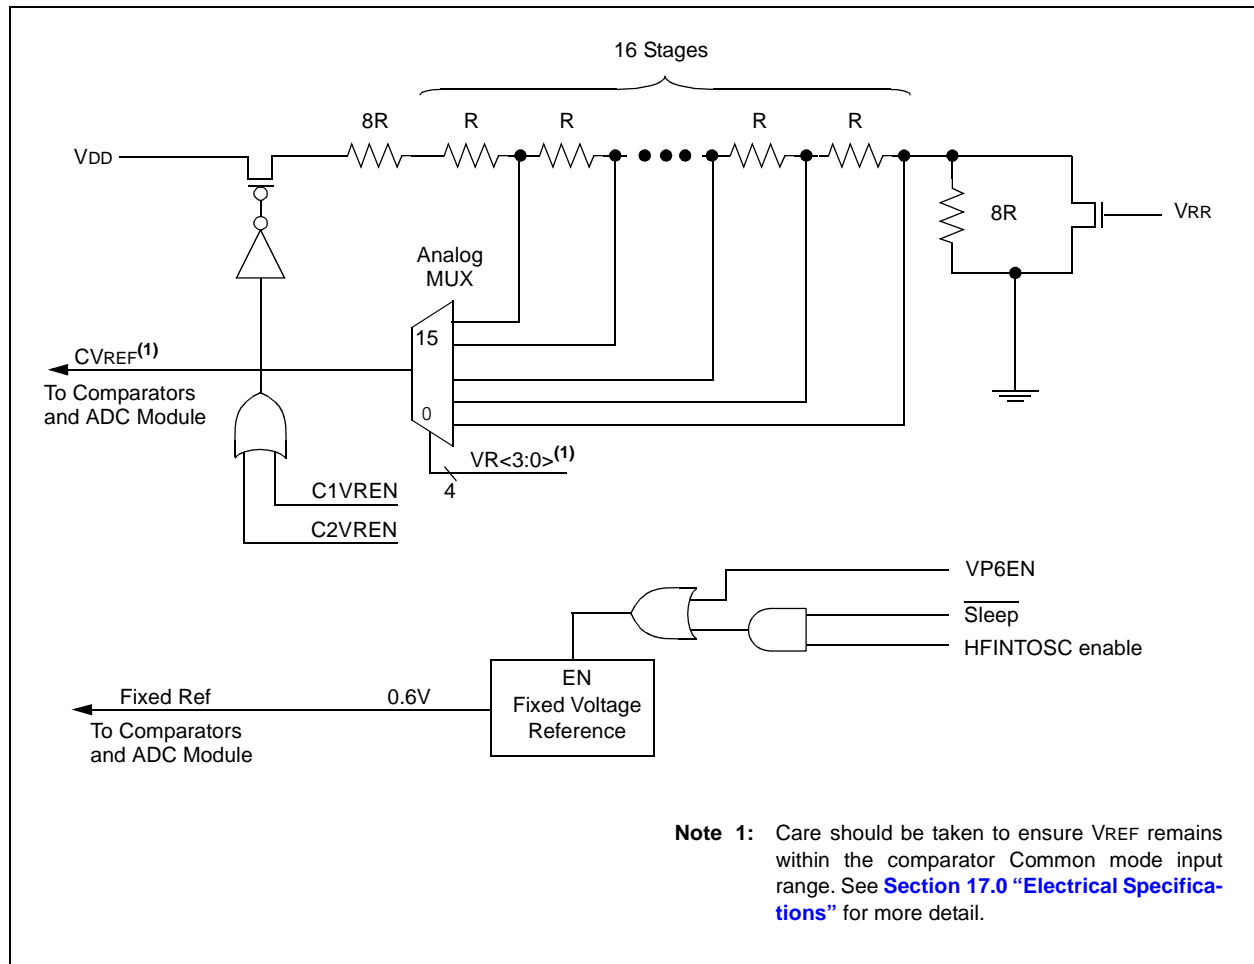 16 Stages
8R R R R R
VDD
8R
VRR
Analog
MUX
15
CVREF(1)
To Comparators
and ADC Module
0
VR<3:0>(1)
4
C1VREN
C2VREN
VP6EN
Sleep
HFINTOSC enable
EN
Fixed Voltage
Reference
Fixed Ref 0.6V
To Comparators
and ADC Module
Note 1: Care should be taken to ensure VREF remains
within the comparator Common mode input
range. See Section 17.0 “Electrical Specifica-
tions” for more detail.